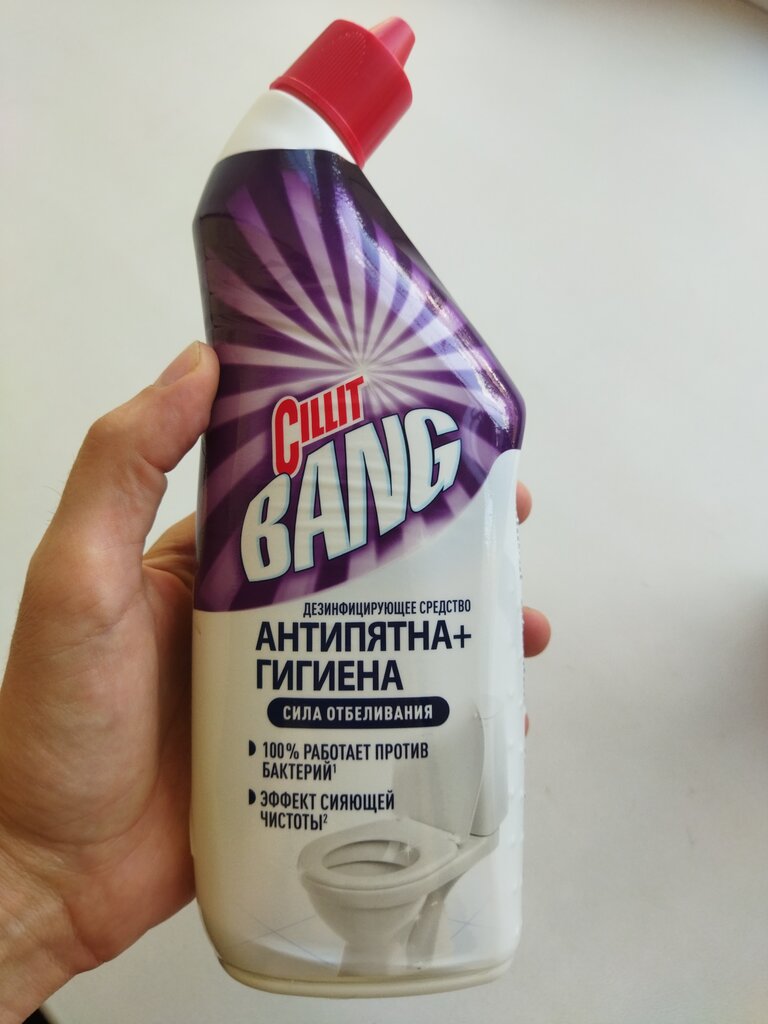 CILLIT
BANG
ДЕЗИНФИЦИРУЮЩЕЕ СРЕДСТВО
АНТИПЯТНА+
ГИГИЕНА
СИЛА ОТБЕЛИВАНИЯ
100% РАБОТАЕТ ПРОТИВ
БАКТЕРИЙ¹
ЭФФЕКТ СИЯЮЩЕЙ
ЧИСТОТЫ²